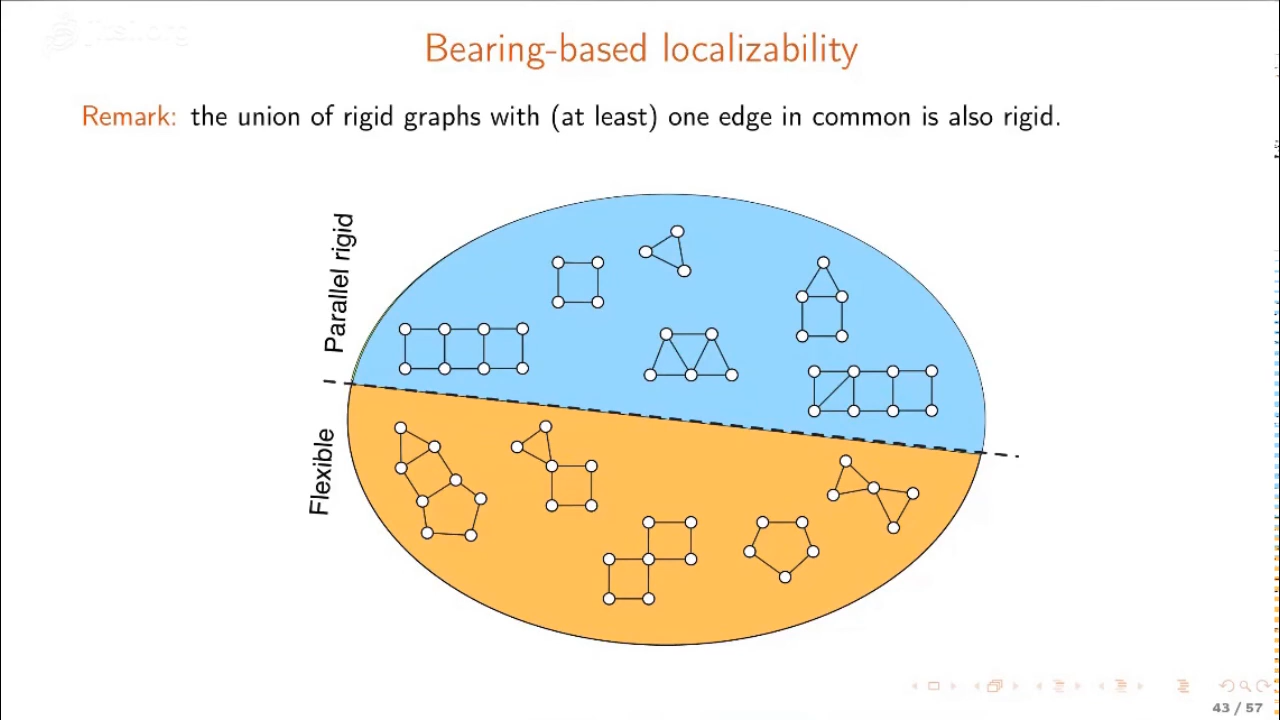 Bearing-based localizability
Remark: the union of rigid graphs with (at least) one edge in common is also rigid.
Parallel rigid
Flexible
43 / 57